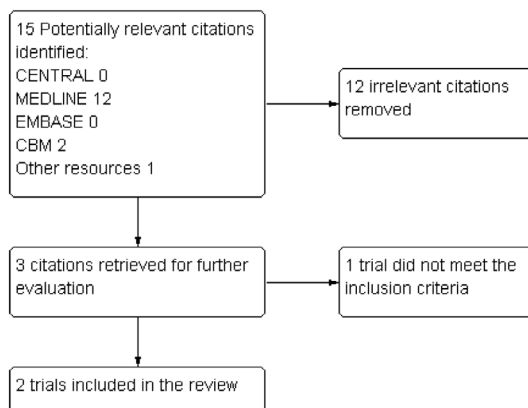 15 Potentially relevant citations
identified:
CENTRAL 0
MEDLINE 12
EMBASE 0
CBM 2
Other resources 1
12 irrelevant citations
removed
3 citations retrieved for further
evaluation
1 trial did not meet the
inclusion criteria
2 trials included in the review